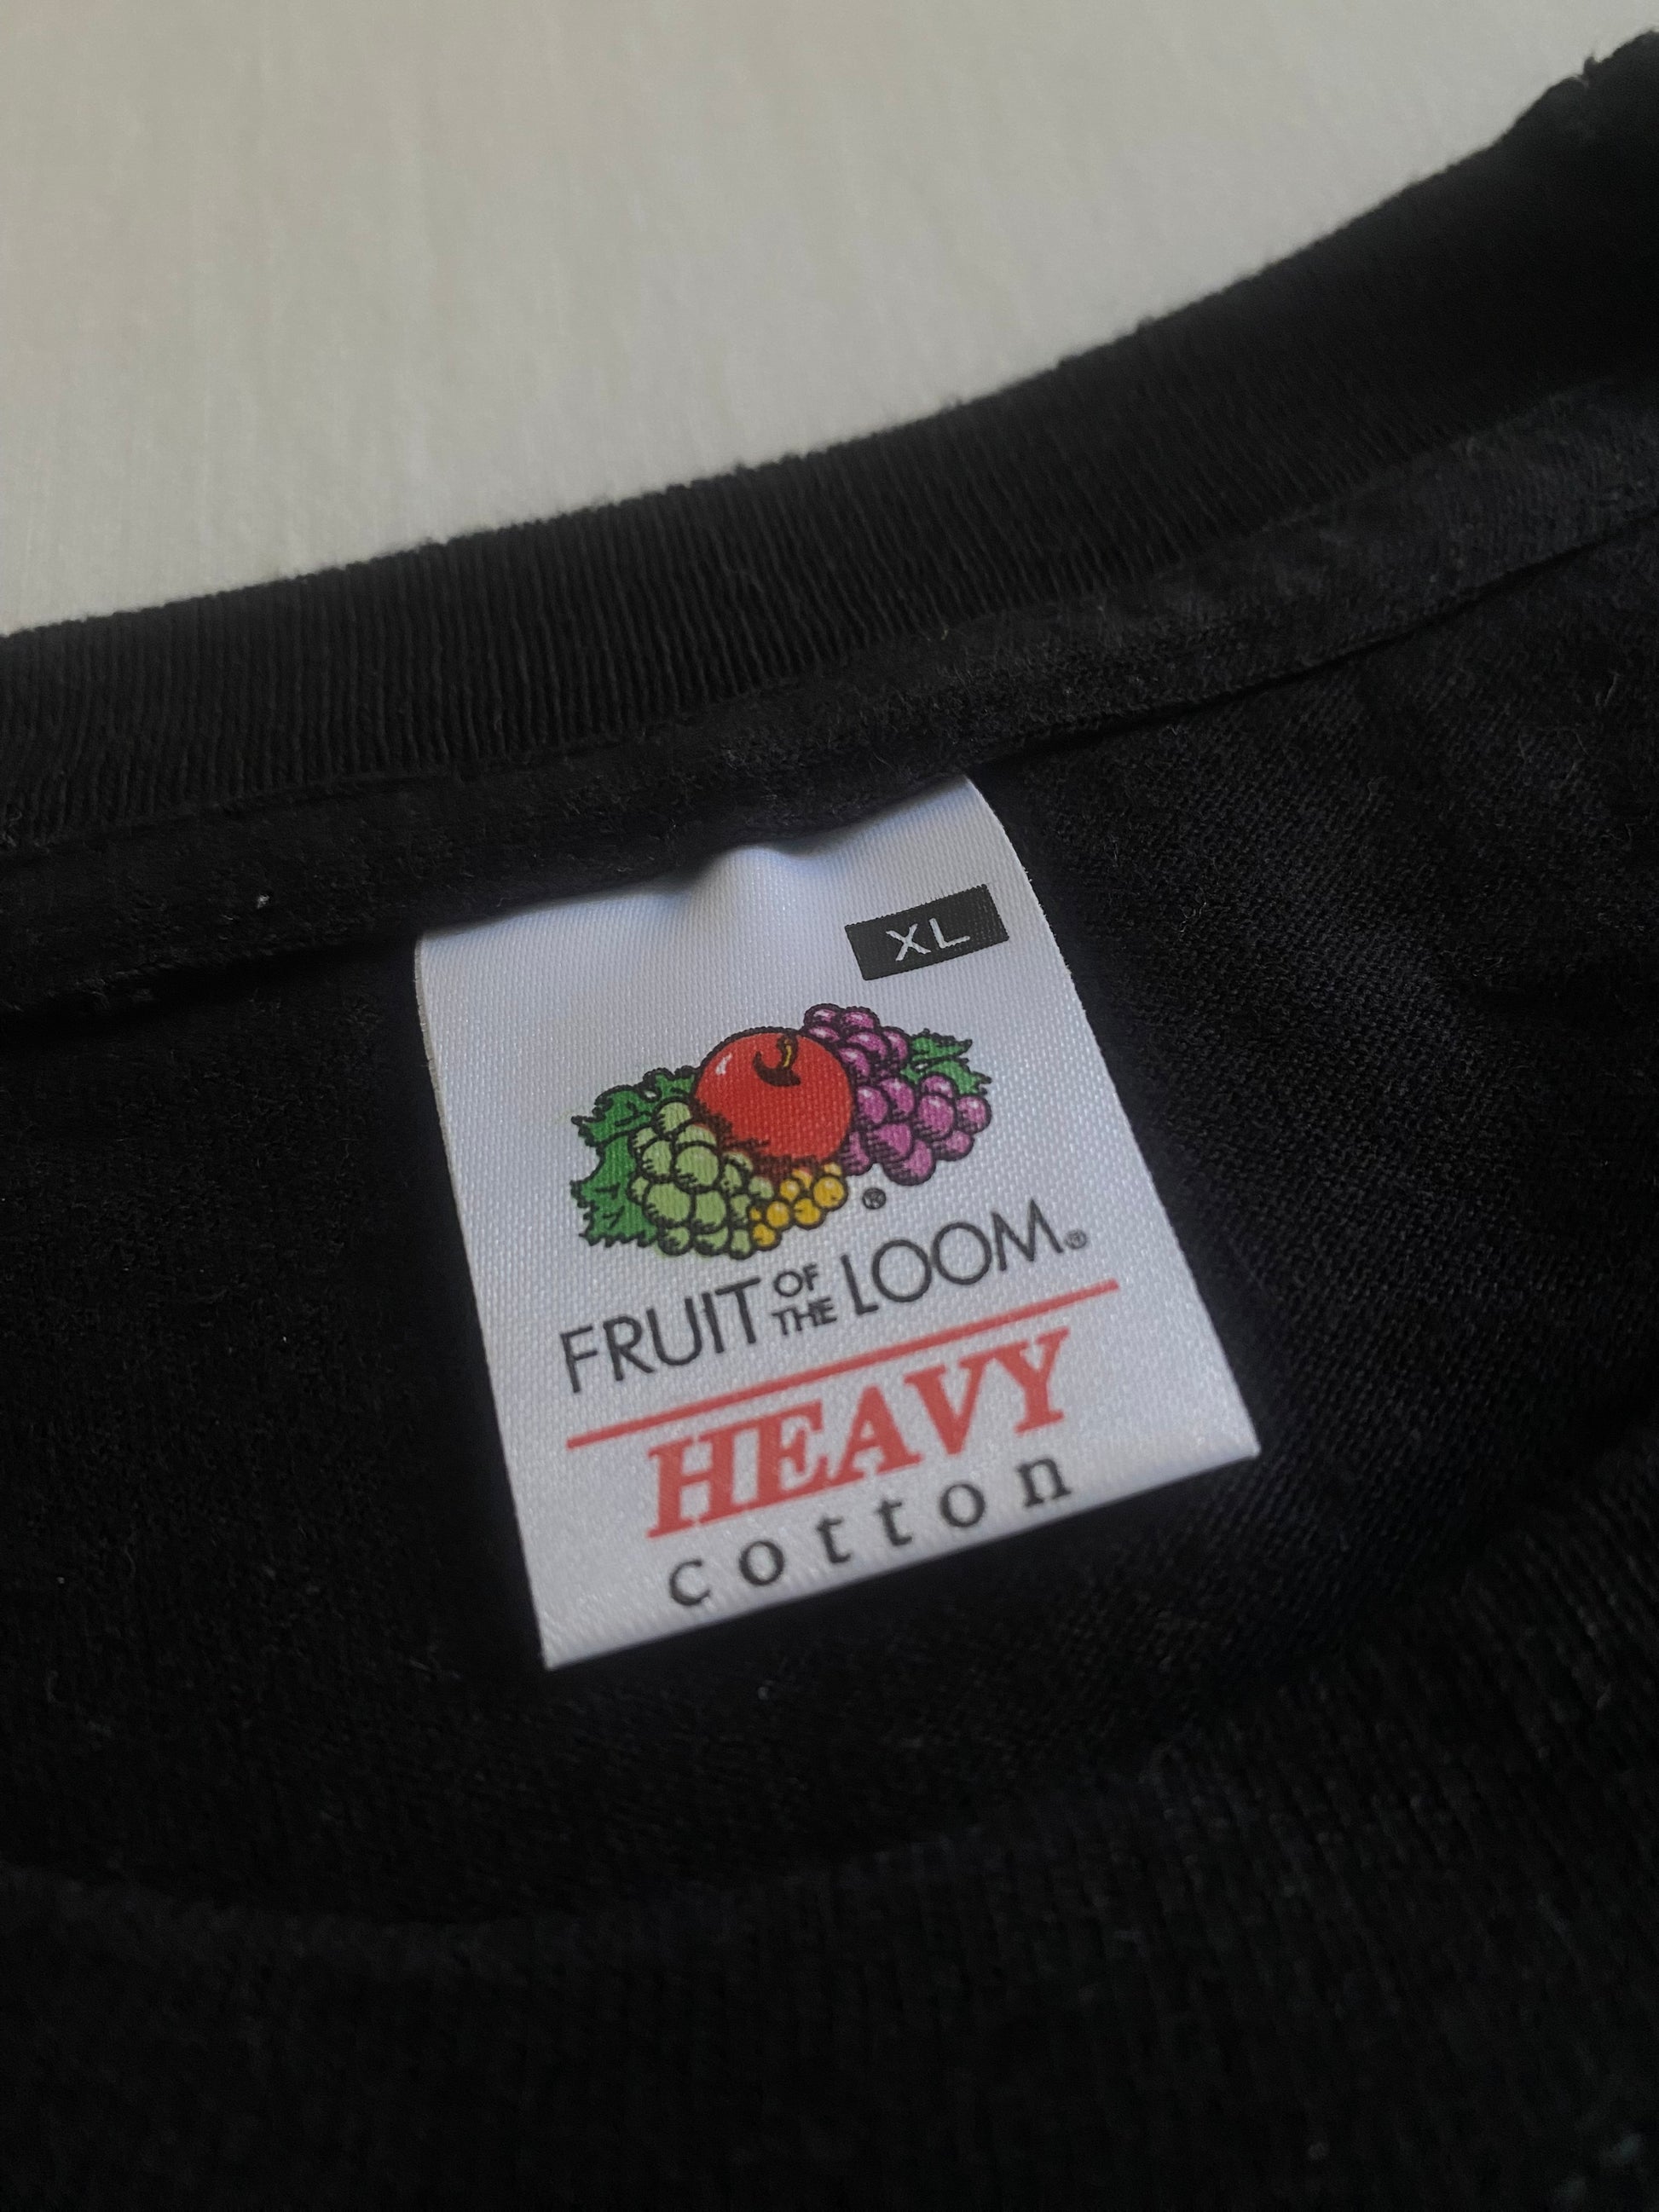 XL
®
FRUIT OF THE LOOM®
HEAVY
cotton